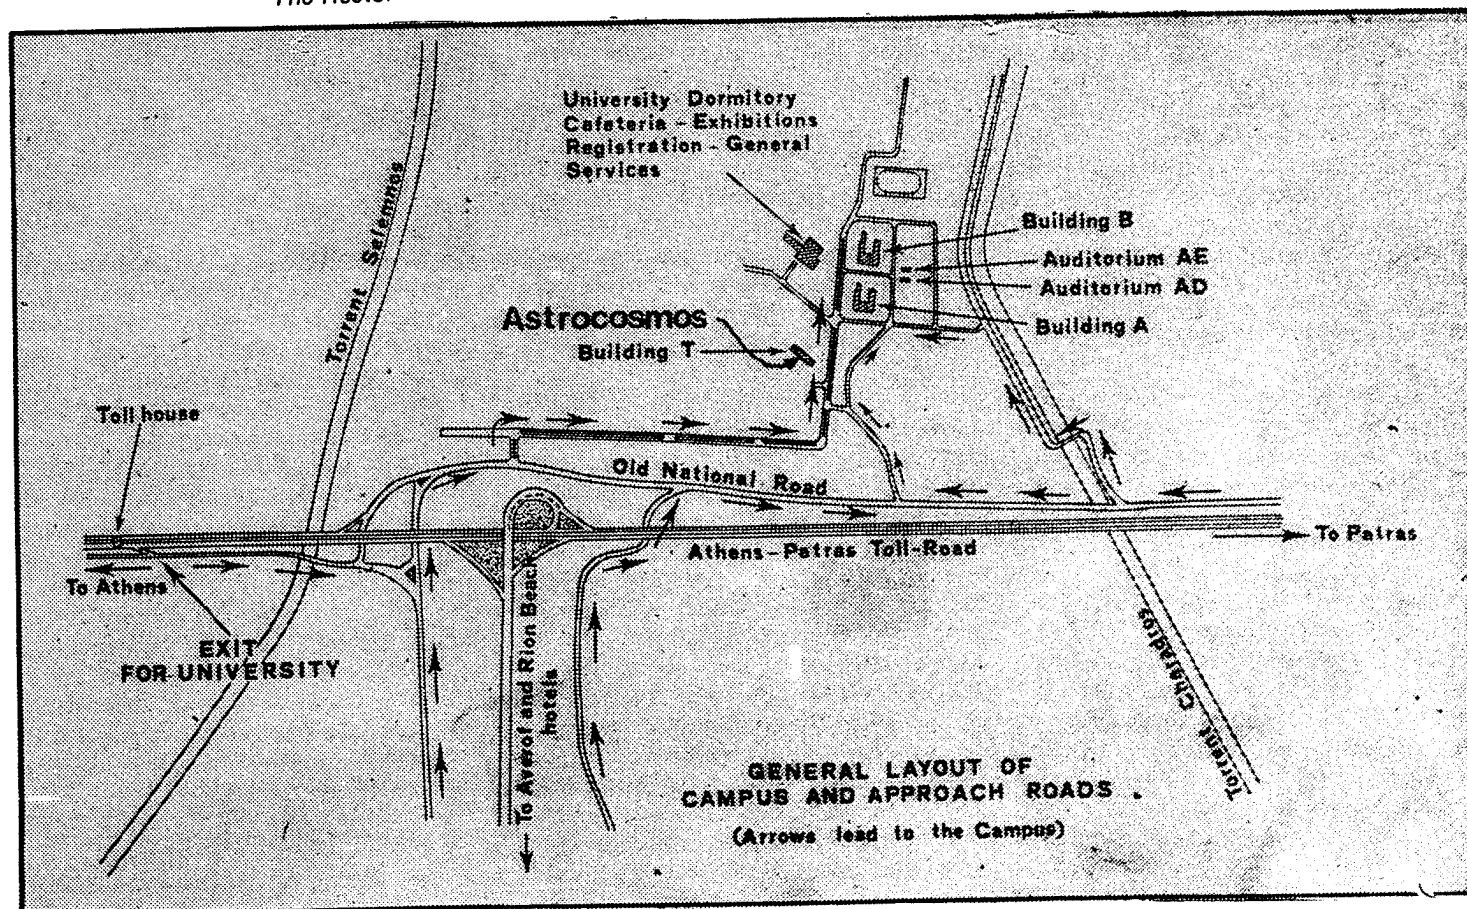 University Dormitory
Cafeteria - Exhibitions
Registration - General
Services
Torrent Selemnos
Building B
Auditorium AE
Auditorium AD
Building A
Astrocosmos
Building T
Toll house
Old National Road
Athens-Patras Toll-Road
To Patras
To Athens
EXIT
FOR UNIVERSITY
To Averof and Rion Beach
hotels
Torrent Charadros
GENERAL LAYOUT OF
CAMPUS AND APPROACH ROADS
(Arrows lead to the Campus)